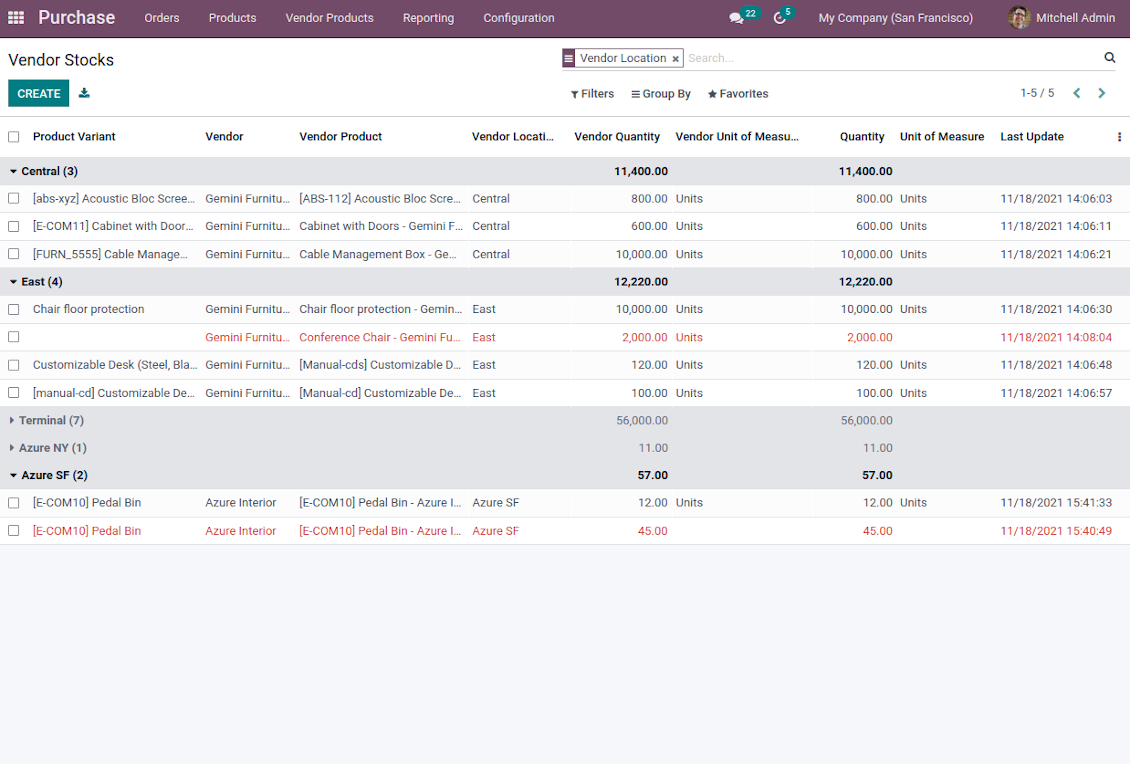 Purchase Orders Products Vendor Products Reporting Configuration 22 5 My Company (San Francisco) Mitchell Admin
Vendor Stocks Vendor Location × Search...
CREATE Filters Group By Favorites 1-5 / 5
Product Variant Vendor Vendor Product Vendor Locati... Vendor Quantity Vendor Unit of Measu... Quantity Unit of Measure Last Update
Central (3) 11,400.00 11,400.00
[abs-xyz] Acoustic Bloc Scree... Gemini Furnitu... [ABS-112] Acoustic Bloc Scre... Central 800.00 Units 800.00 Units 11/18/2021 14:06:03
[E-COM11] Cabinet with Door... Gemini Furnitu... Cabinet with Doors - Gemini F... Central 600.00 Units 600.00 Units 11/18/2021 14:06:11
[FURN_5555] Cable Manage... Gemini Furnitu... Cable Management Box - Ge... Central 10,000.00 Units 10,000.00 Units 11/18/2021 14:06:21
East (4) 12,220.00 12,220.00
Chair floor protection Gemini Furnitu... Chair floor protection - Gemin... East 10,000.00 Units 10,000.00 Units 11/18/2021 14:06:30
Gemini Furnitu... Conference Chair - Gemini Fu... East 2,000.00 Units 2,000.00 11/18/2021 14:08:04
Customizable Desk (Steel, Bla... Gemini Furnitu... [Manual-cds] Customizable D... East 120.00 Units 120.00 Units 11/18/2021 14:06:48
[manual-cd] Customizable De... Gemini Furnitu... [Manual-cd] Customizable De... East 100.00 Units 100.00 Units 11/18/2021 14:06:57
Terminal (7) 56,000.00 56,000.00
Azure NY (1) 11.00 11.00
Azure SF (2) 57.00 57.00
[E-COM10] Pedal Bin Azure Interior [E-COM10] Pedal Bin - Azure I... Azure SF 12.00 Units 12.00 Units 11/18/2021 15:41:33
[E-COM10] Pedal Bin Azure Interior [E-COM10] Pedal Bin - Azure I... Azure SF 45.00 45.00 11/18/2021 15:40:49